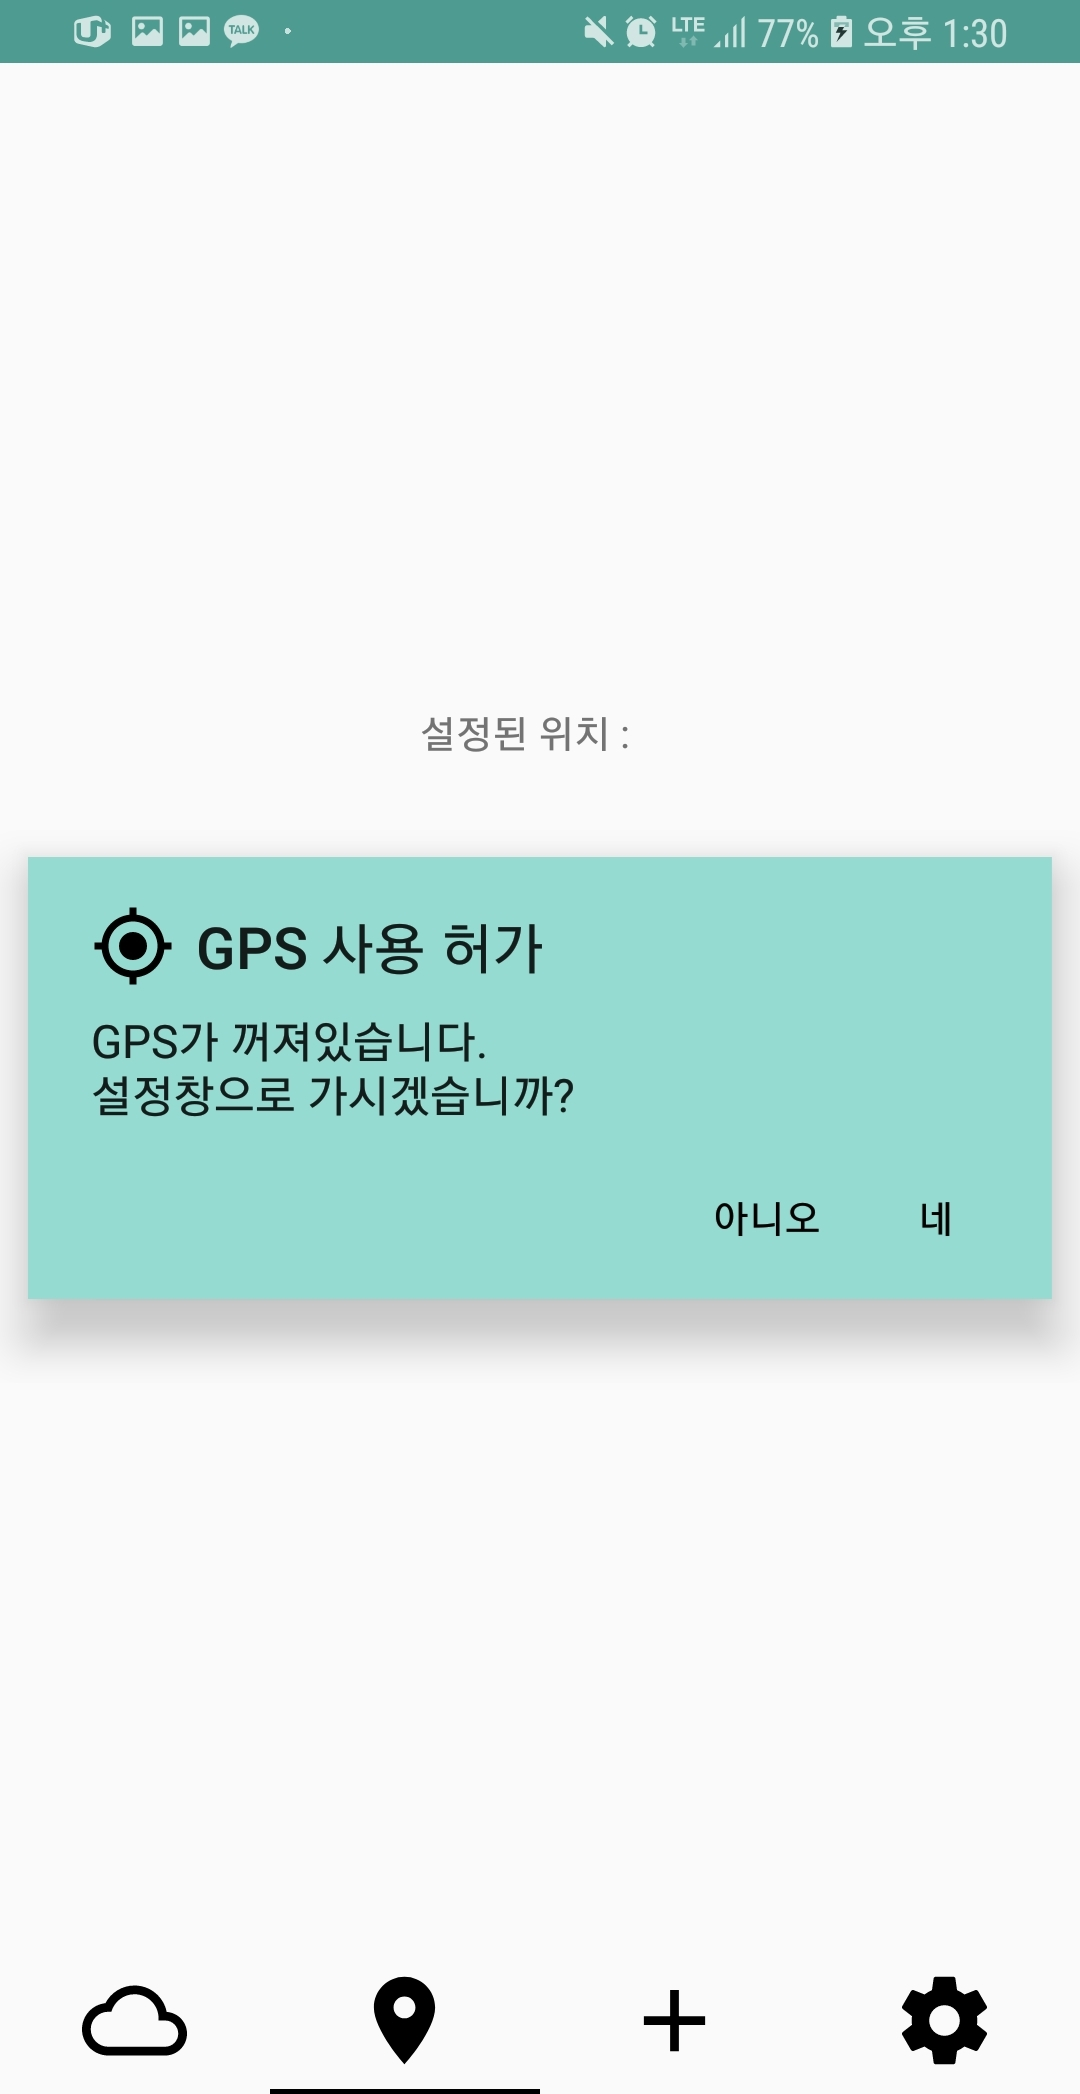 TALK LTE 77% 오후 1:30
설정된 위치 :
GPS 사용 허가
GPS가 꺼져있습니다.
설정창으로 가시겠습니까?
아니오 네